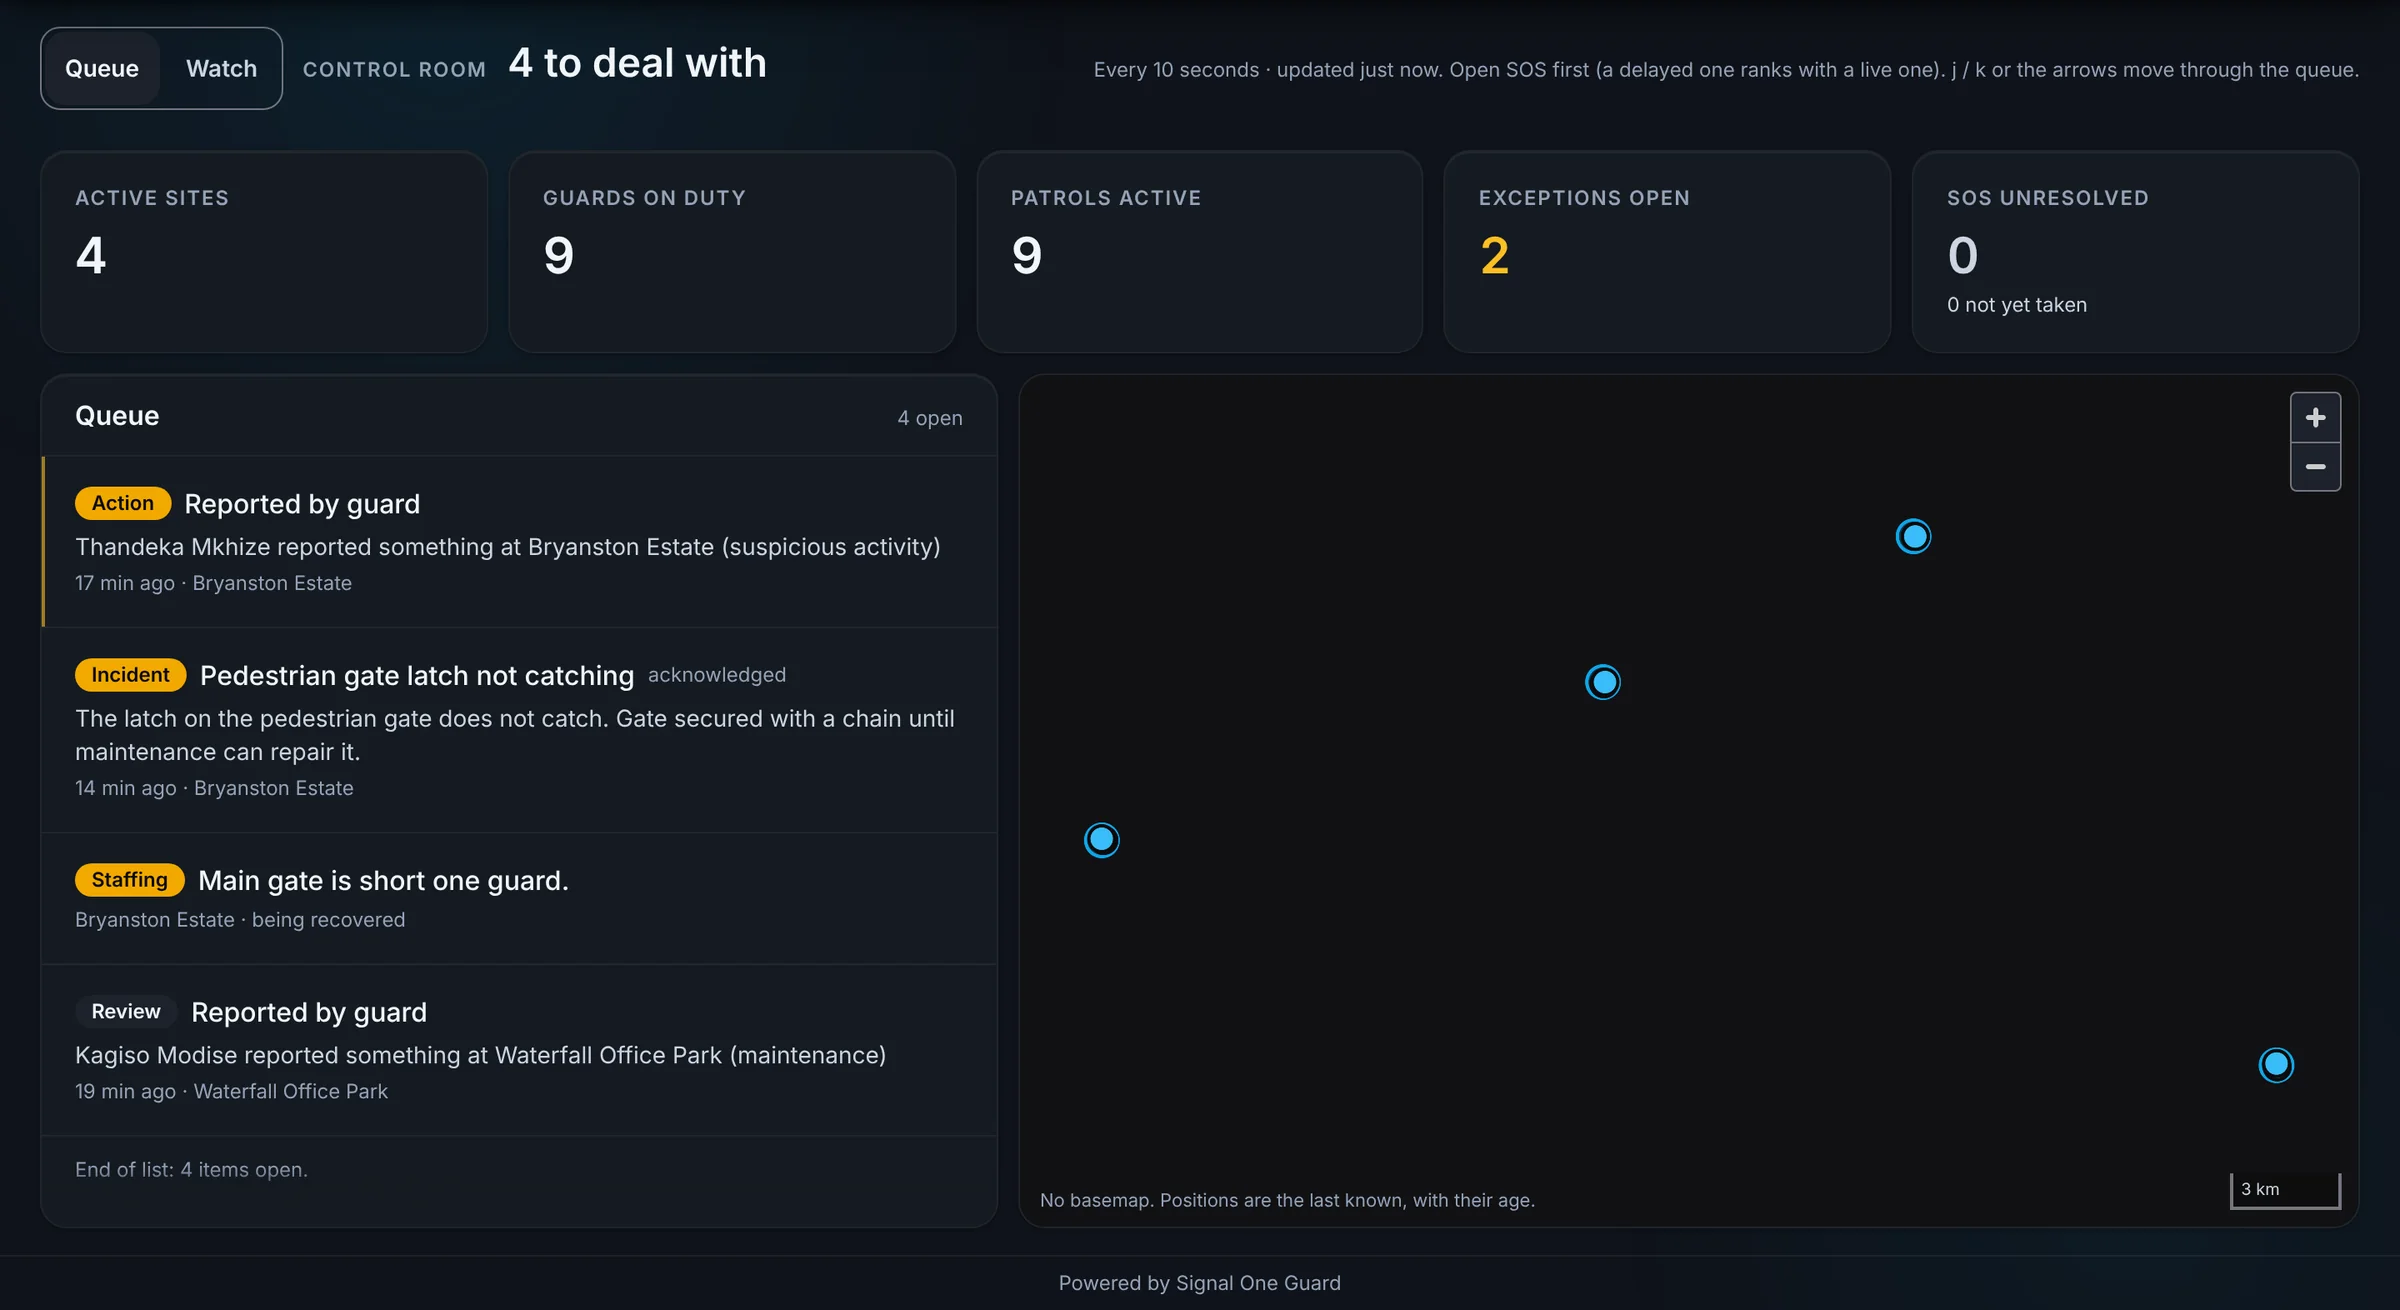 Queue Watch CONTROL ROOM 4 to deal with
Every 10 seconds · updated just now. Open SOS first (a delayed one ranks with a live one). j / k or the arrows move through the queue.
ACTIVE SITES
4
GUARDS ON DUTY
9
PATROLS ACTIVE
9
EXCEPTIONS OPEN
2
SOS UNRESOLVED
0
0 not yet taken
Queue 4 open
Action Reported by guard
Thandeka Mkhize reported something at Bryanston Estate (suspicious activity)
17 min ago · Bryanston Estate
Incident Pedestrian gate latch not catching acknowledged
The latch on the pedestrian gate does not catch. Gate secured with a chain until
maintenance can repair it.
14 min ago · Bryanston Estate
Staffing Main gate is short one guard.
Bryanston Estate · being recovered
Review Reported by guard
Kagiso Modise reported something at Waterfall Office Park (maintenance)
19 min ago · Waterfall Office Park
End of list: 4 items open.
+
−
No basemap. Positions are the last known, with their age.
3 km
Powered by Signal One Guard